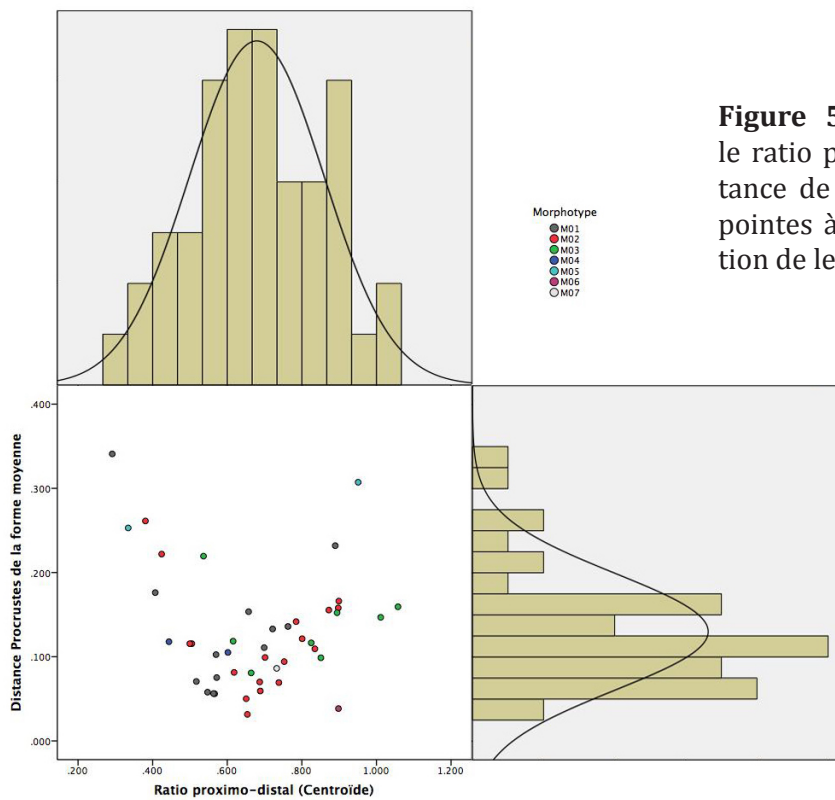 Figure 5
le ratio p
tance de
pointes à
tion de le
Morphotype
M01
M02
M03
M04
M05
M06
M07
.400
.300
.200
.100
.000
Distance Procrustes de la forme moyenne
.200 .400 .600 .800 1.000 1.200
Ratio proximo-distal (Centroïde)